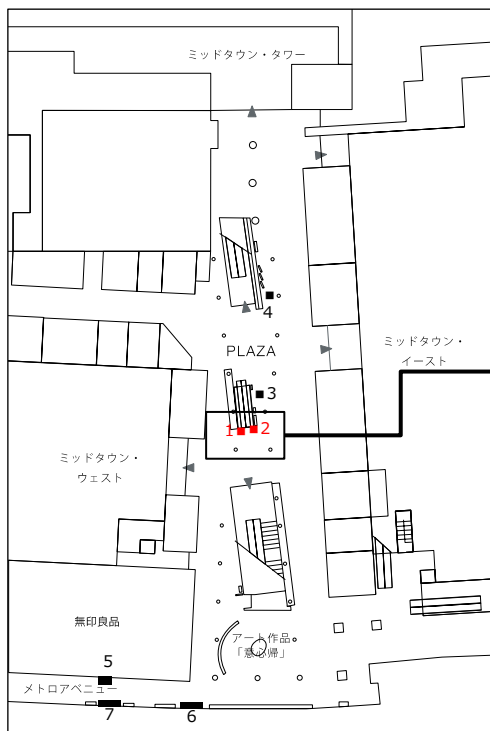 ミッドタウン・タワー
4
PLAZA
ミッドタウン・
イースト
3
1
2
ミッドタウン・
ウェスト
無印良品
アート作品
「意心帰」
5
メトロアベニュー
7
6